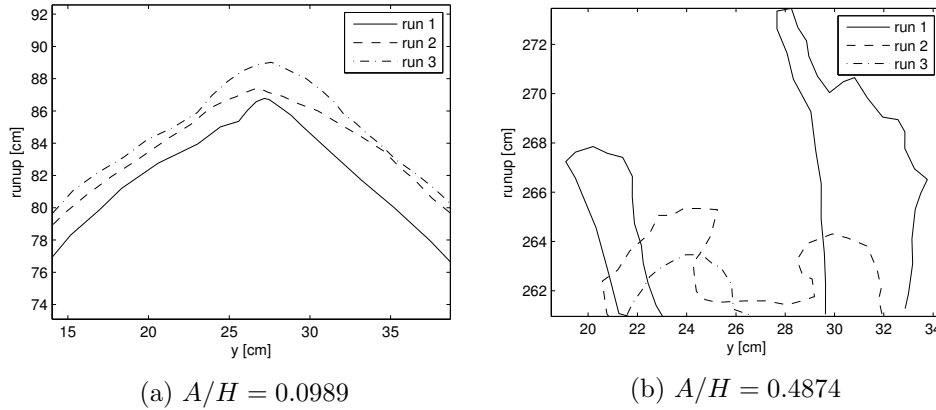 92
90
88
86
84
82
80
78
76
74
runup [cm]
15
20
25
30
35
y [cm]
run 1
run 2
run 3
(a) A/H = 0.0989
272
270
268
266
264
262
runup [cm]
20
22
24
26
28
30
32
34
y [cm]
run 1
run 2
run 3
(b) A/H = 0.4874